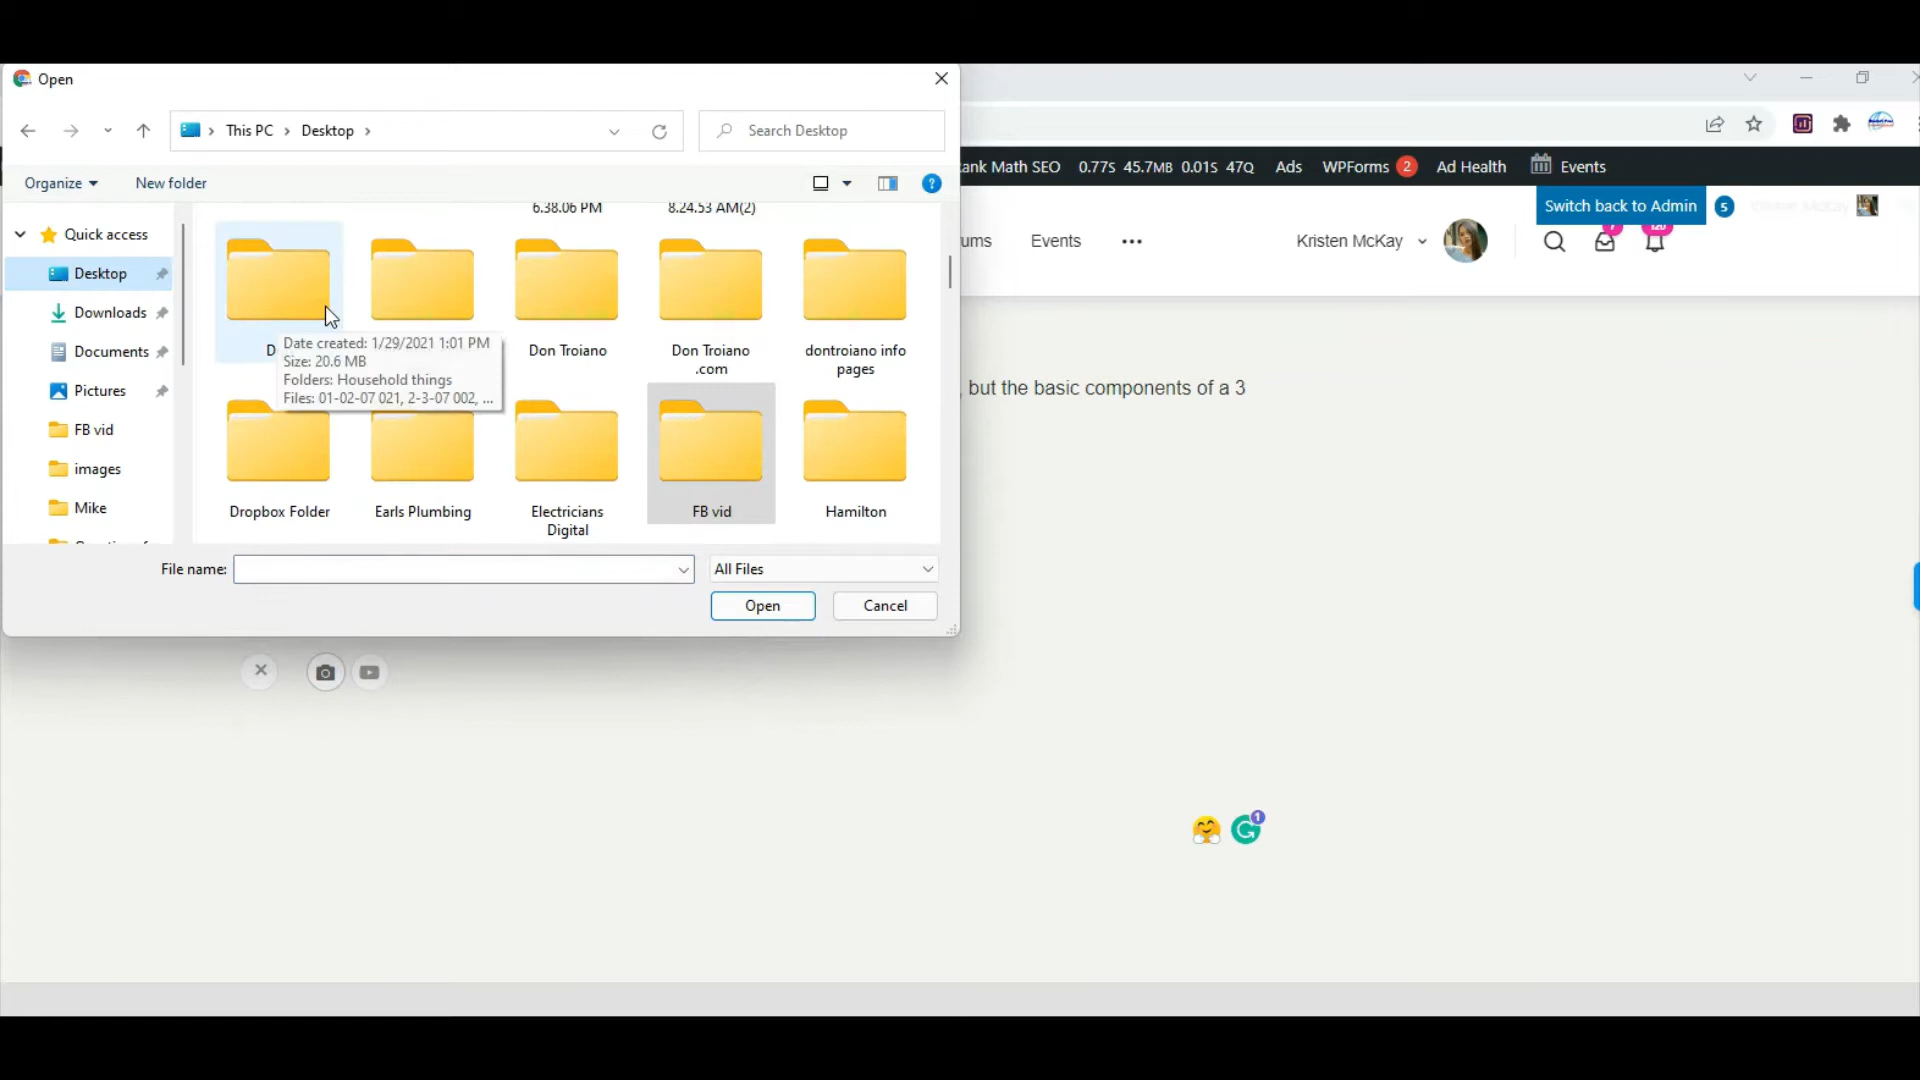 Open
This PC
Desktop
Search Desktop
Organize
New folder
?
Quick access
Desktop
Downloads
Documents
Pictures
FB vid
images
Mike
6.38.06 PM
8.24.53 AM(2)
D
Don Troiano
Don Troiano
.com
dontroiano info
pages
Date created: 1/29/2021 1:01 PM
Size: 20.6 MB
Folders: Household things
Files: 01-02-07 021, 2-3-07 002, ...
Dropbox Folder
Earls Plumbing
Electricians
Digital
FB vid
Hamilton
File name:
All Files
Open
Cancel
ank Math SEO
0.77S 45.7MB 0.01S 47Q
Ads
WPForms 2
Ad Health
Events
Switch back to Admin
5
ums
Events
Kristen McKay
120
, but the basic components of a 3
1